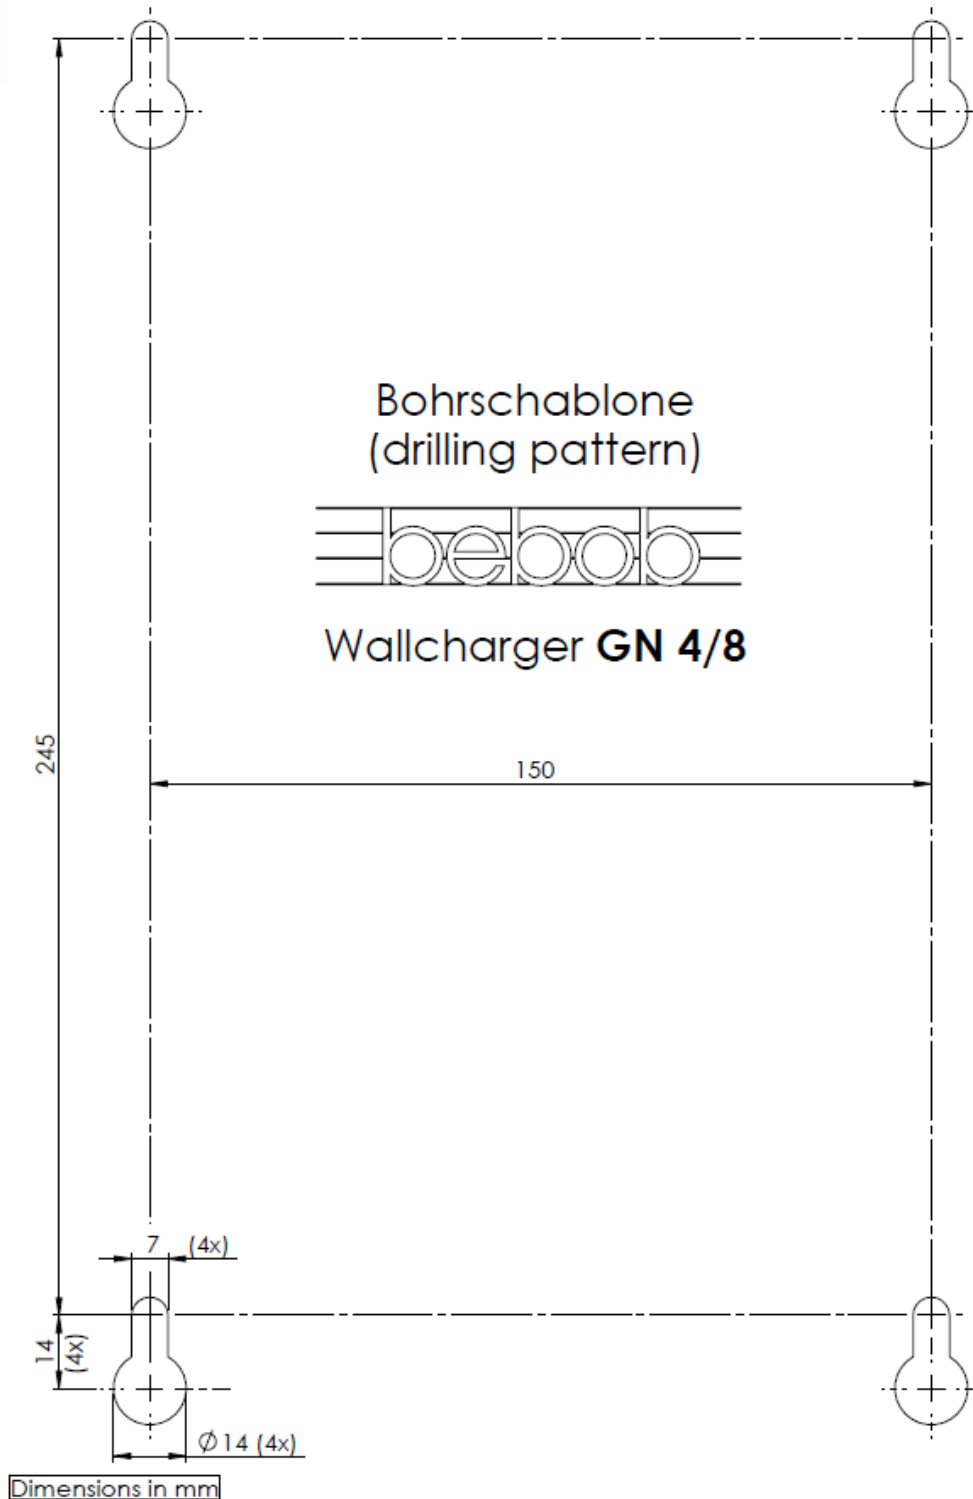 Bohrschablone
(drilling pattern)
bebob
Wallcharger GN 4/8
245
150
7 (4x)
14
(4x)
Ø14 (4x)
Dimensions in mm